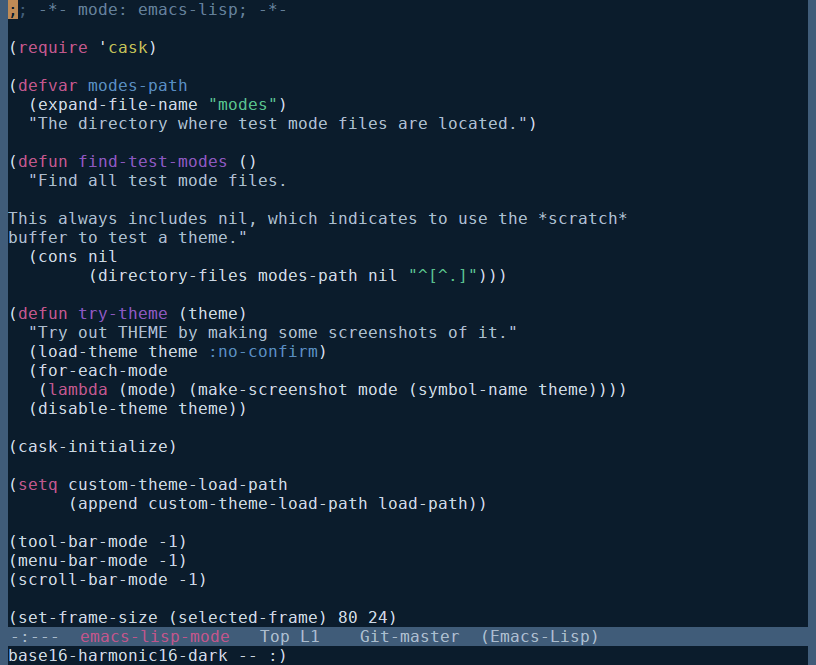 ;; -*- mode: emacs-lisp; -*-

(require 'cask)

(defvar modes-path
  (expand-file-name "modes")
  "The directory where test mode files are located.")

(defun find-test-modes ()
  "Find all test mode files.

This always includes nil, which indicates to use the *scratch*
buffer to test a theme."
  (cons nil
        (directory-files modes-path nil "^[^.]")))

(defun try-theme (theme)
  "Try out THEME by making some screenshots of it."
  (load-theme theme :no-confirm)
  (for-each-mode
   (lambda (mode) (make-screenshot mode (symbol-name theme))))
  (disable-theme theme))

(cask-initialize)

(setq custom-theme-load-path
      (append custom-theme-load-path load-path))

(tool-bar-mode -1)
(menu-bar-mode -1)
(scroll-bar-mode -1)

(set-frame-size (selected-frame) 80 24)
-:---  emacs-lisp-mode   Top L1    Git-master  (Emacs-Lisp)
base16-harmonic16-dark -- :)